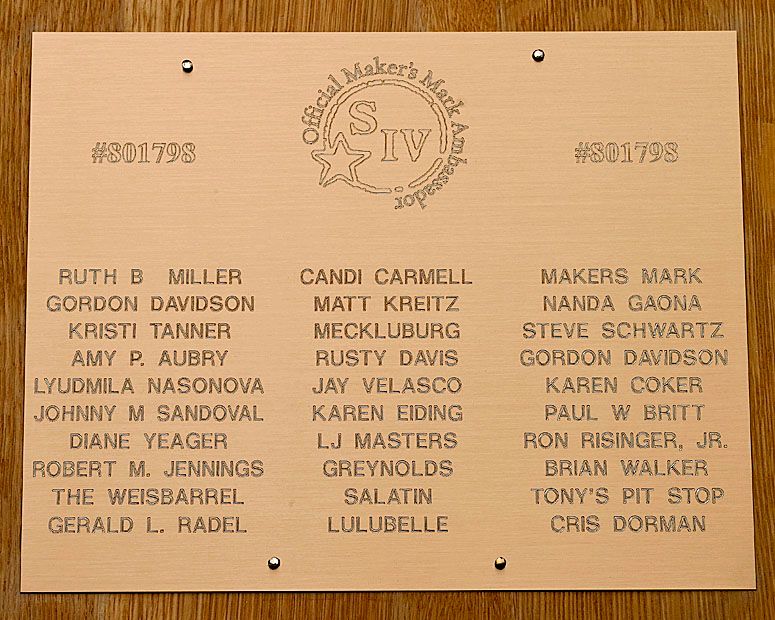 Official Maker's Mark Ambassador
S IV
#801798 #801798
RUTH B MILLER CANDI CARMELL MAKERS MARK
GORDON DAVIDSON MATT KREITZ NANDA GAONA
KRISTI TANNER MECKLUBURG STEVE SCHWARTZ
AMY P. AUBRY RUSTY DAVIS GORDON DAVIDSON
LYUDMILA NASONOVA JAY VELASCO KAREN COKER
JOHNNY M SANDOVAL KAREN EIDING PAUL W BRITT
DIANE YEAGER LJ MASTERS RON RISINGER, JR.
ROBERT M. JENNINGS GREYNOLDS BRIAN WALKER
THE WEISBARREL SALATIN TONY'S PIT STOP
GERALD L. RADEL LULUBELLE CRIS DORMAN